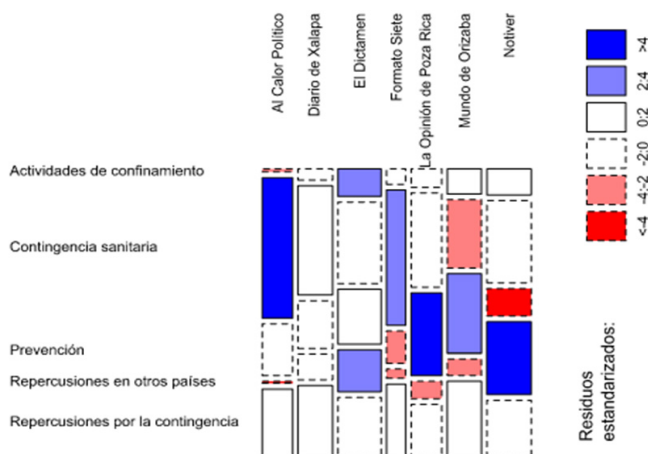 Al Calor Político
Diario de Xalapa
El Dictamen
Formato Siete
La Opinión de Poza Rica
Mundo de Orizaba
Notiver
Actividades de confinamiento
Contingencia sanitaria
Prevención
Repercusiones en otros países
Repercusiones por la contingencia
Residuos
estandarizados:
<-4
-4:-2
-2:0
0:2
2:4
>4